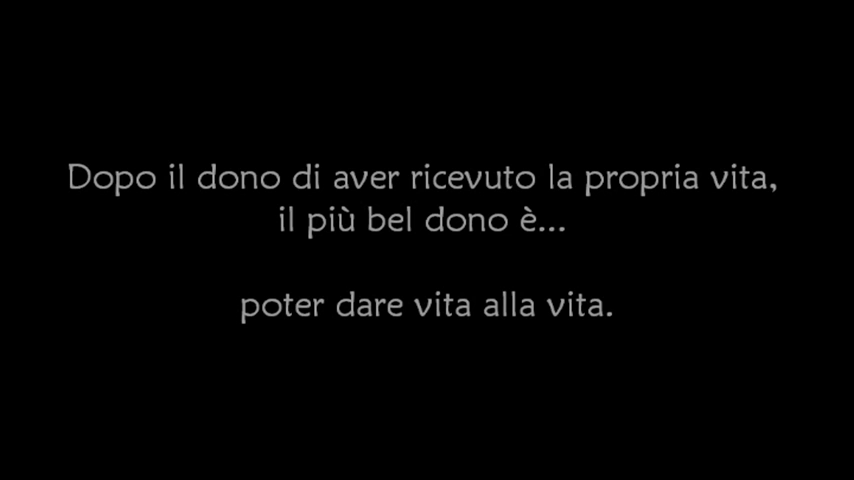 Dopo il dono di aver ricevuto la propria vita,
il più bel dono è...
poter dare vita alla vita.